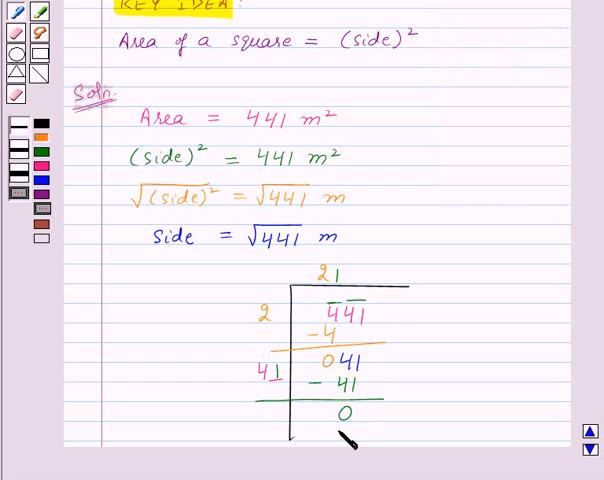 KEY IDEA:
Area of a square = (side)²
Soln.
Area = 441 m²
(side)² = 441 m²
√(side)² = √441 m
side = √441 m
21
2 441
-4
41 041
- 41
0